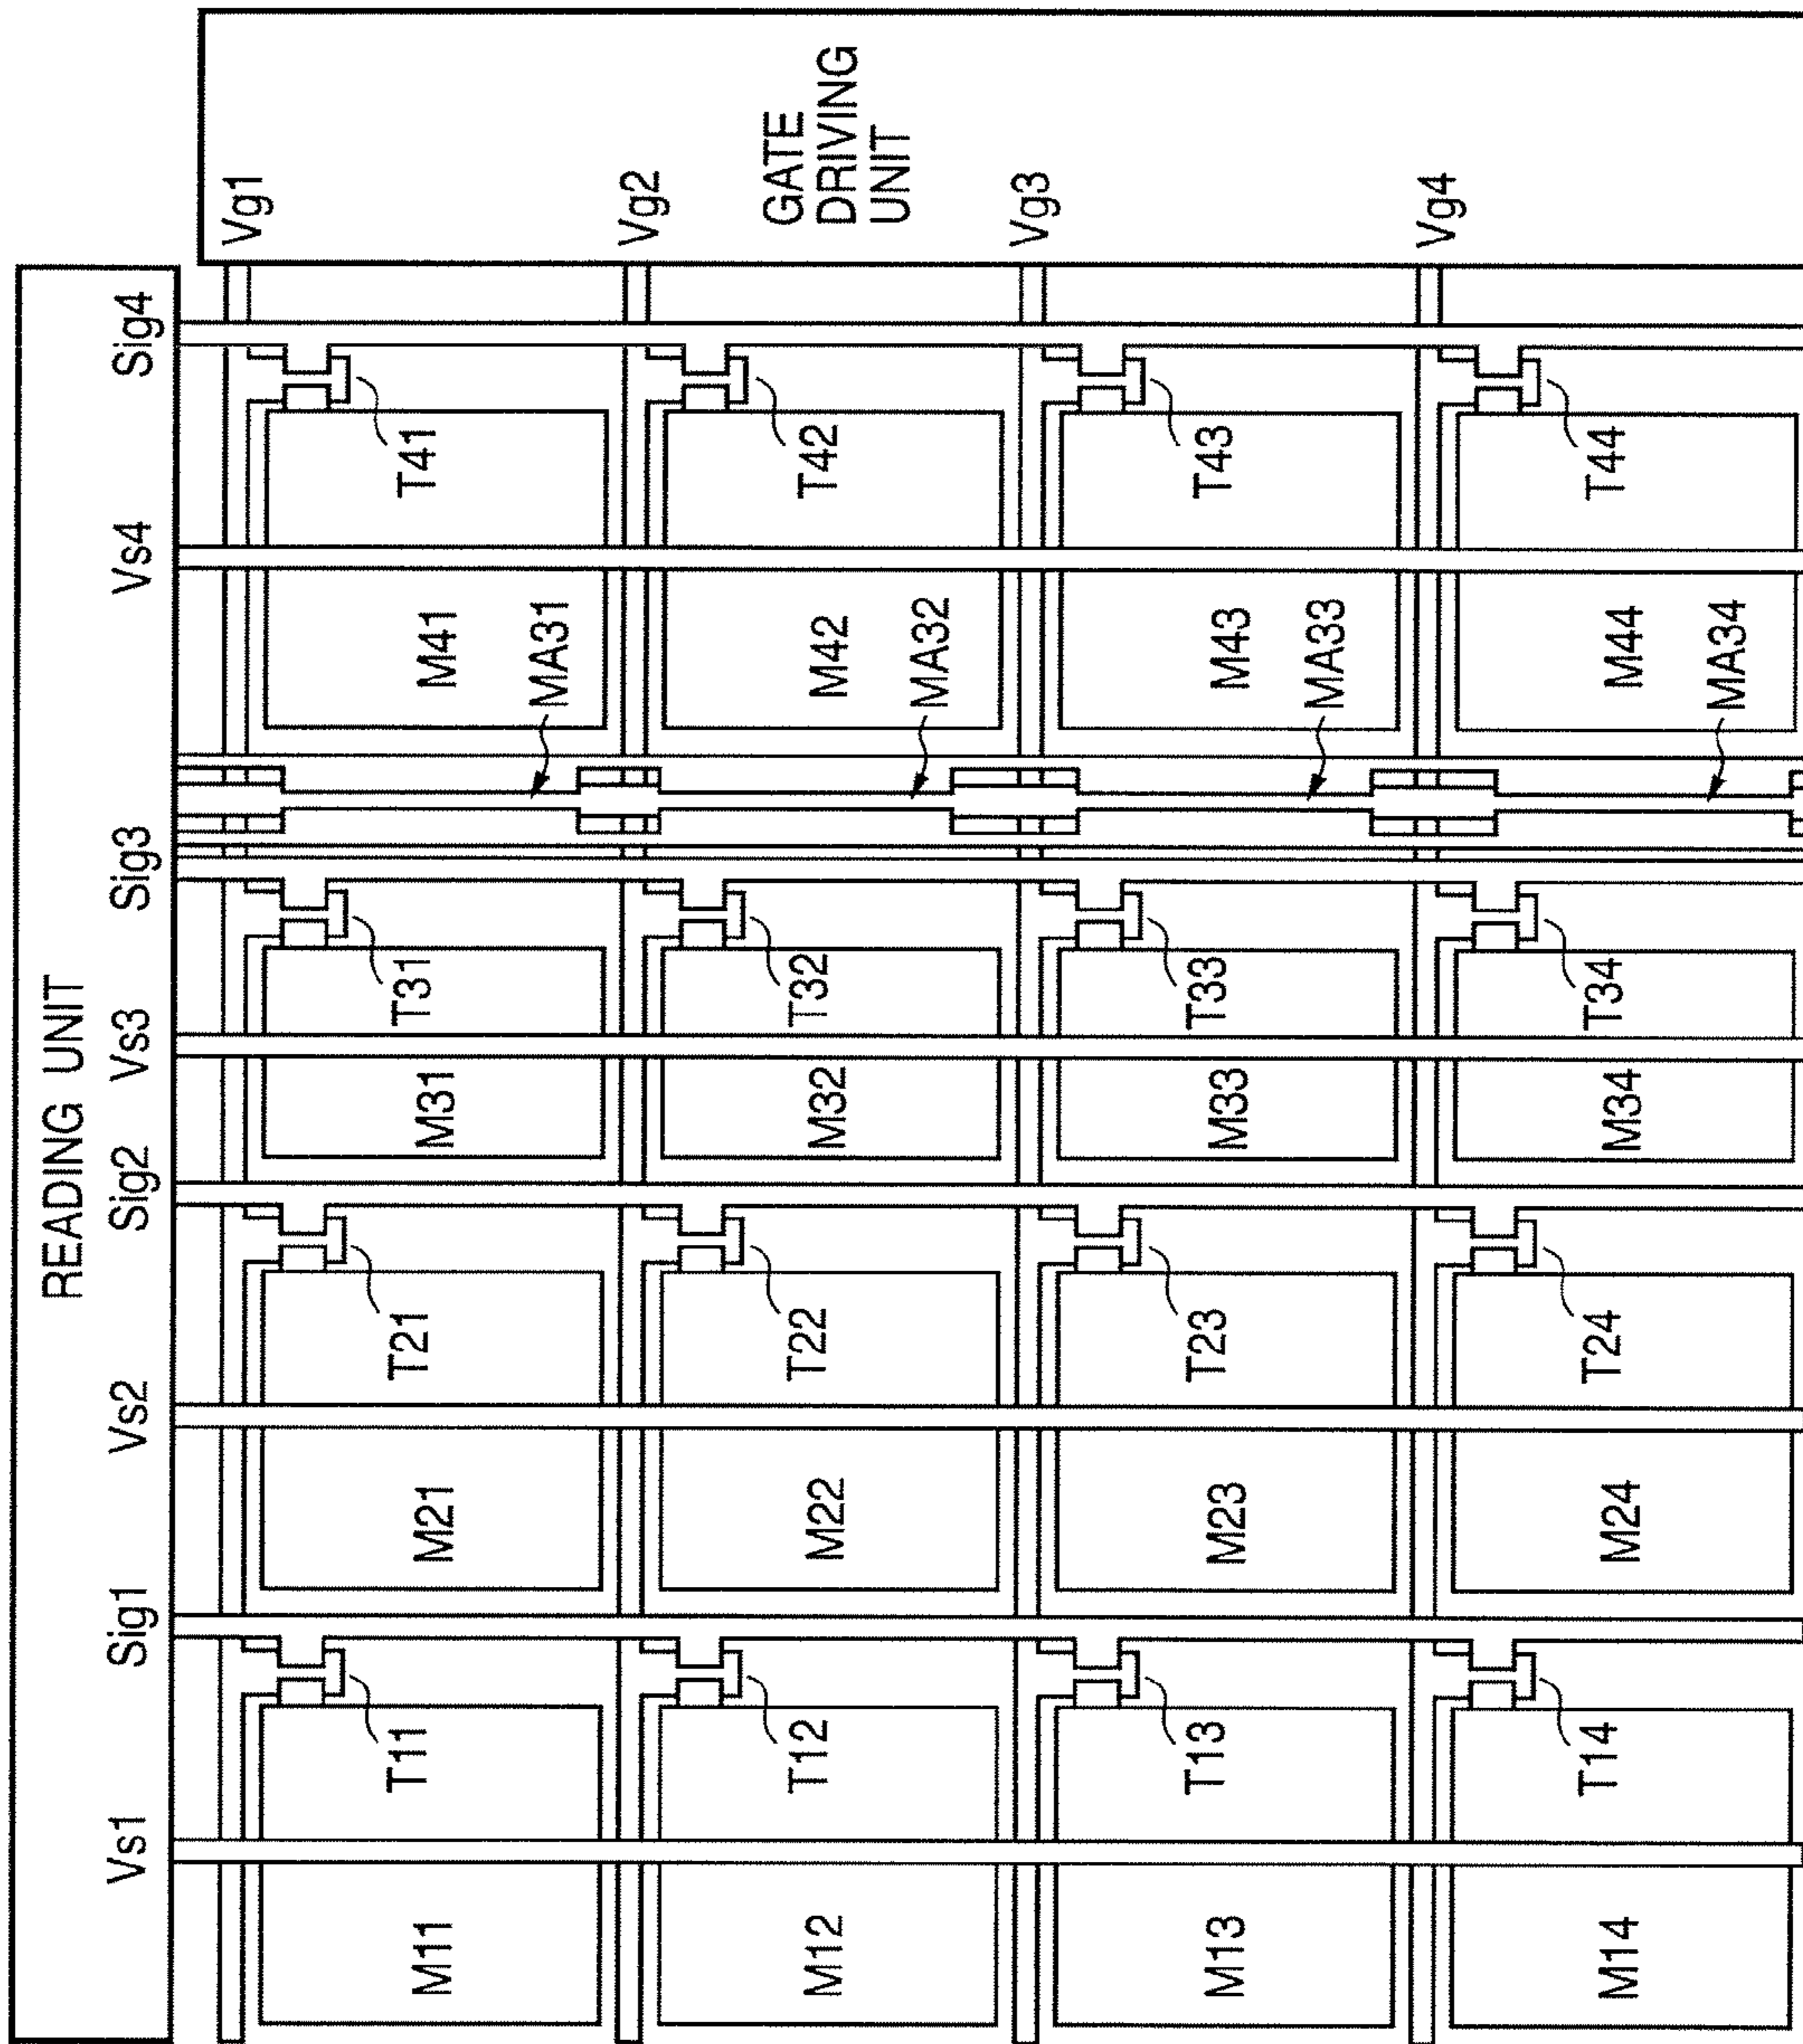 READING UNIT
Vs1 Sig1 Vs2 Sig2 Vs3 Sig3 Vs4 Sig4
Vg1
M11 T11 M21 T21 M31 T31 M41 T41
MA31
Vg2
M12 T12 M22 T22 M32 T32 M42 T42
MA32
GATE
DRIVING
UNIT
Vg3
M13 T13 M23 T23 M33 T33 M43 T43
MA33
Vg4
M14 T14 M24 T24 M34 T34 M44 T44
MA34